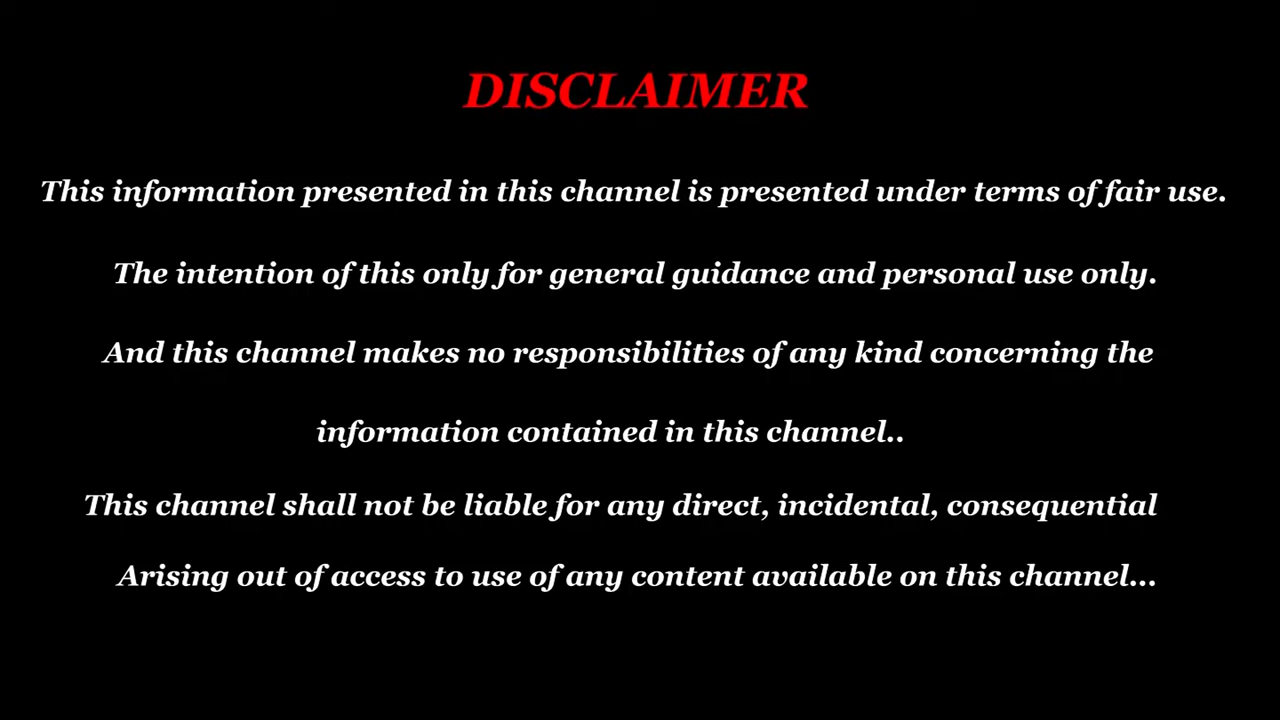 DISCLAIMER
This information presented in this channel is presented under terms of fair use.
The intention of this only for general guidance and personal use only.
And this channel makes no responsibilities of any kind concerning the
information contained in this channel..
This channel shall not be liable for any direct, incidental, consequential
Arising out of access to use of any content available on this channel...